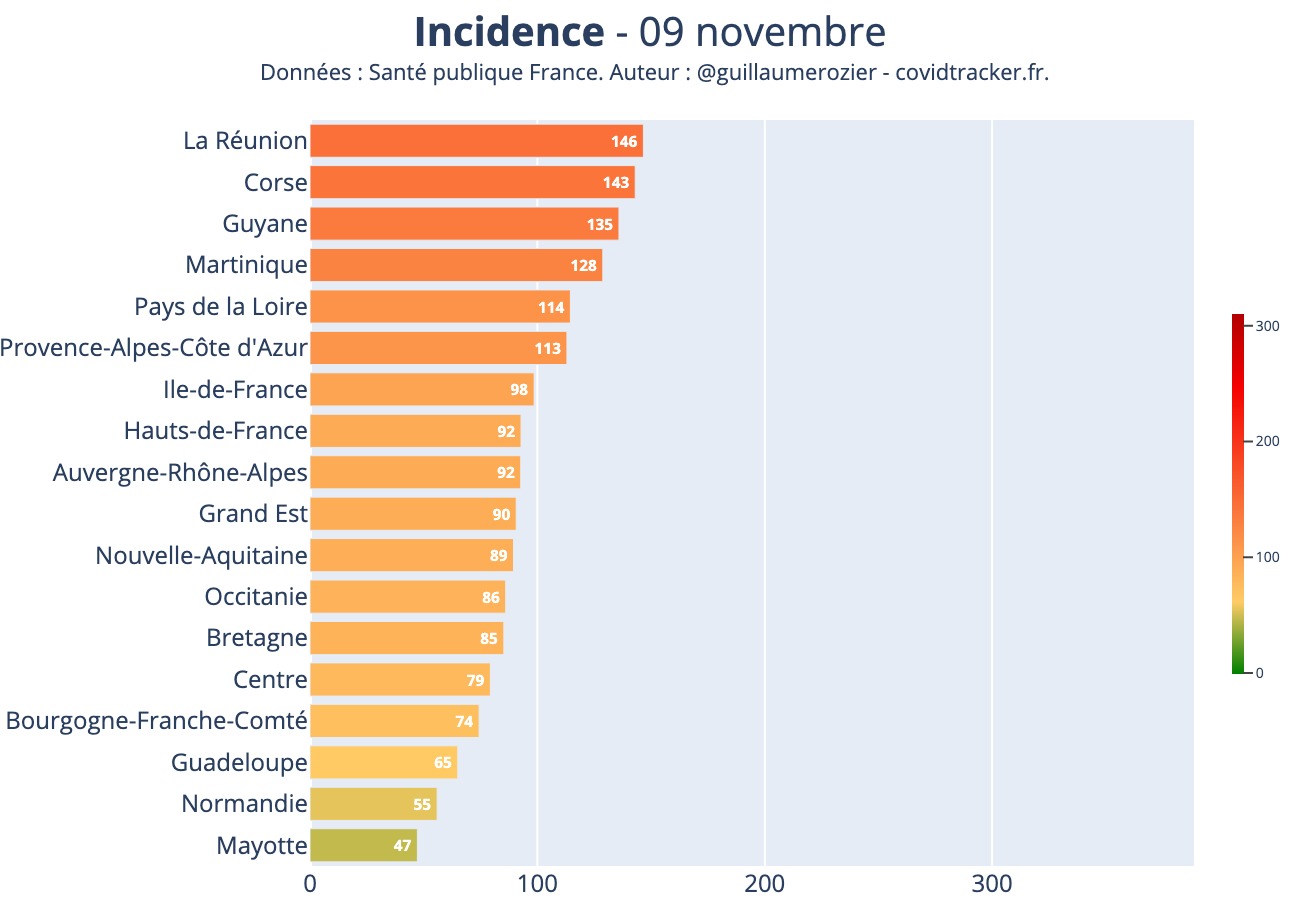 Incidence - 09 novembre
Données : Santé publique France. Auteur : @guillaumerozier - covidtracker.fr.
La Réunion 146
Corse 143
Guyane 135
Martinique 128
Pays de la Loire 114
Provence-Alpes-Côte d'Azur 113
Ile-de-France 98
Hauts-de-France 92
Auvergne-Rhône-Alpes 92
Grand Est 90
Nouvelle-Aquitaine 89
Occitanie 86
Bretagne 85
Centre 79
Bourgogne-Franche-Comté 74
Guadeloupe 65
Normandie 55
Mayotte 47
0 100 200 300
300
200
100
0